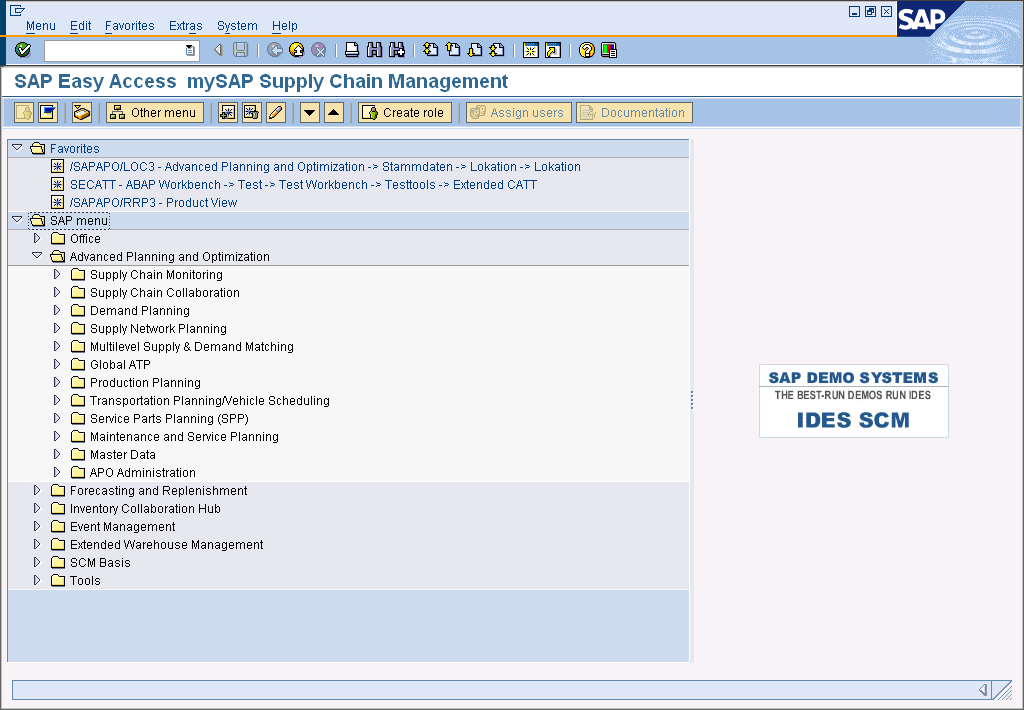 Menu Edit Favorites Extras System Help
SAP
SAP Easy Access mySAP Supply Chain Management
Other menu Create role Assign users Documentation
Favorites
/SAPAPO/LOC3 - Advanced Planning and Optimization -> Stammdaten -> Lokation -> Lokation
SECATT - ABAP Workbench -> Test -> Test Workbench -> Testtools -> Extended CATT
/SAPAPO/RRP3 - Product View
SAP menu
Office
Advanced Planning and Optimization
Supply Chain Monitoring
Supply Chain Collaboration
Demand Planning
Supply Network Planning
Multilevel Supply & Demand Matching
Global ATP
Production Planning
Transportation Planning/Vehicle Scheduling
Service Parts Planning (SPP)
Maintenance and Service Planning
Master Data
APO Administration
Forecasting and Replenishment
Inventory Collaboration Hub
Event Management
Extended Warehouse Management
SCM Basis
Tools
SAP DEMO SYSTEMS
THE BEST-RUN DEMOS RUN IDES
IDES SCM